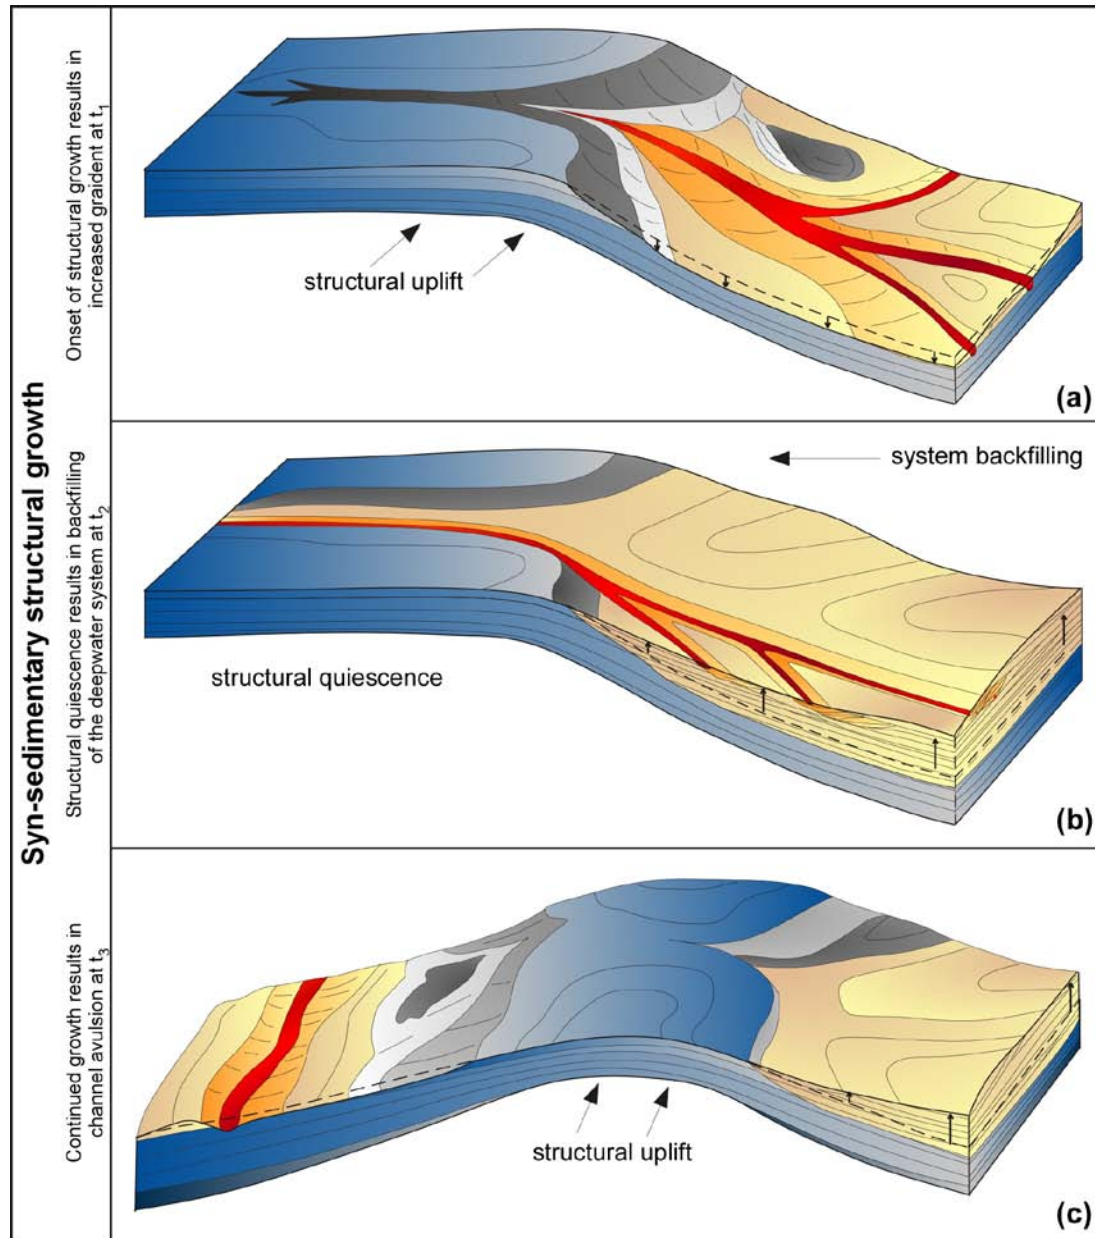 Syn-sedimentary structural growth
Onset of structural growth results in
increased graident at t1
structural uplift
(a)
Structural quiescence results in backfilling
of the deepwater system at t2
system backfilling
structural quiescence
(b)
Continued growth results in
channel avulsion at t3
structural uplift
(c)